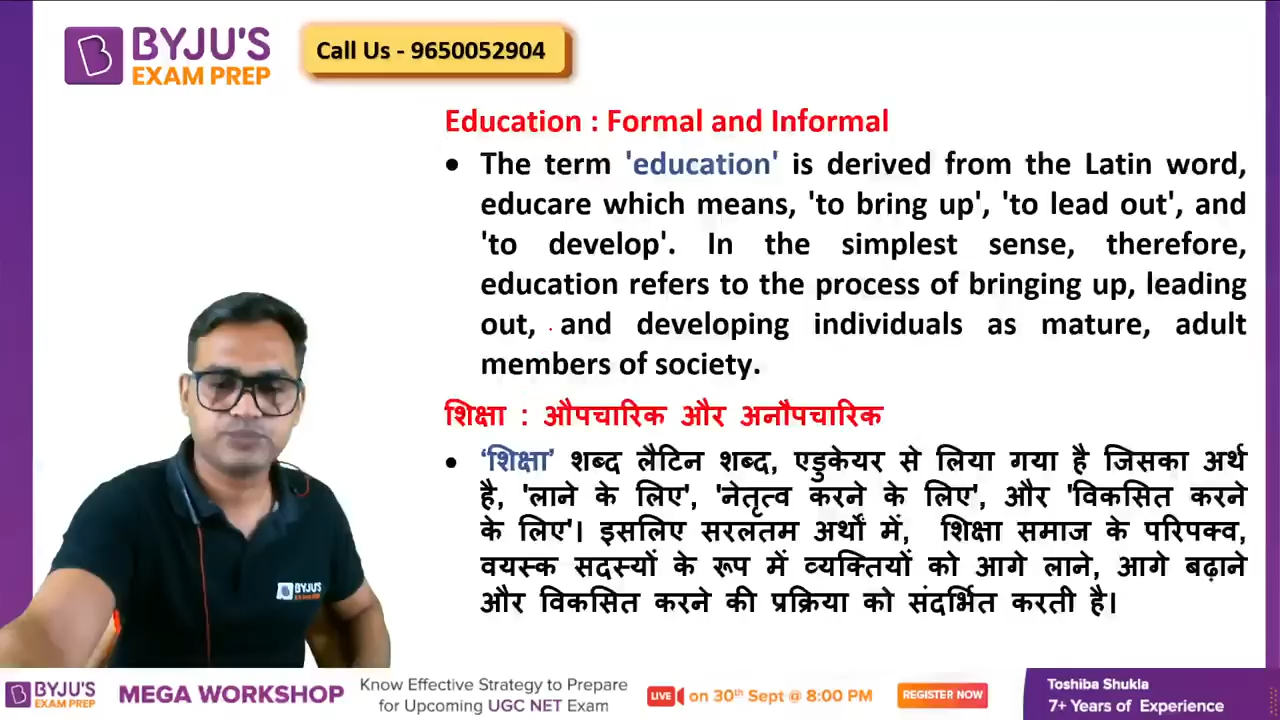 BYJU'S
EXAM PREP
Call Us - 9650052904
Education : Formal and Informal
• The term 'education' is derived from the Latin word,
educare which means, 'to bring up', 'to lead out', and
'to develop'. In the simplest sense, therefore,
education refers to the process of bringing up, leading
out, and developing individuals as mature, adult
members of society.
शिक्षा : औपचारिक और अनौपचारिक
• ‘शिक्षा’ शब्द लैटिन शब्द, एडुकेयर से लिया गया है जिसका अर्थ
है, 'लाने के लिए', 'नेतृत्व करने के लिए', और 'विकसित करने
के लिए'। इसलिए सरलतम अर्थों में, शिक्षा समाज के परिपक्व,
वयस्क सदस्यों के रूप में व्यक्तियों को आगे लाने, आगे बढ़ाने
और विकसित करने की प्रक्रिया को संदर्भित करती है।
BYJU'S
BYJU'S
EXAM PREP
MEGA WORKSHOP
Know Effective Strategy to Prepare
for Upcoming UGC NET Exam
LIVE on 30th Sept @ 8:00 PM
REGISTER NOW
Toshiba Shukla
7+ Years of Experience